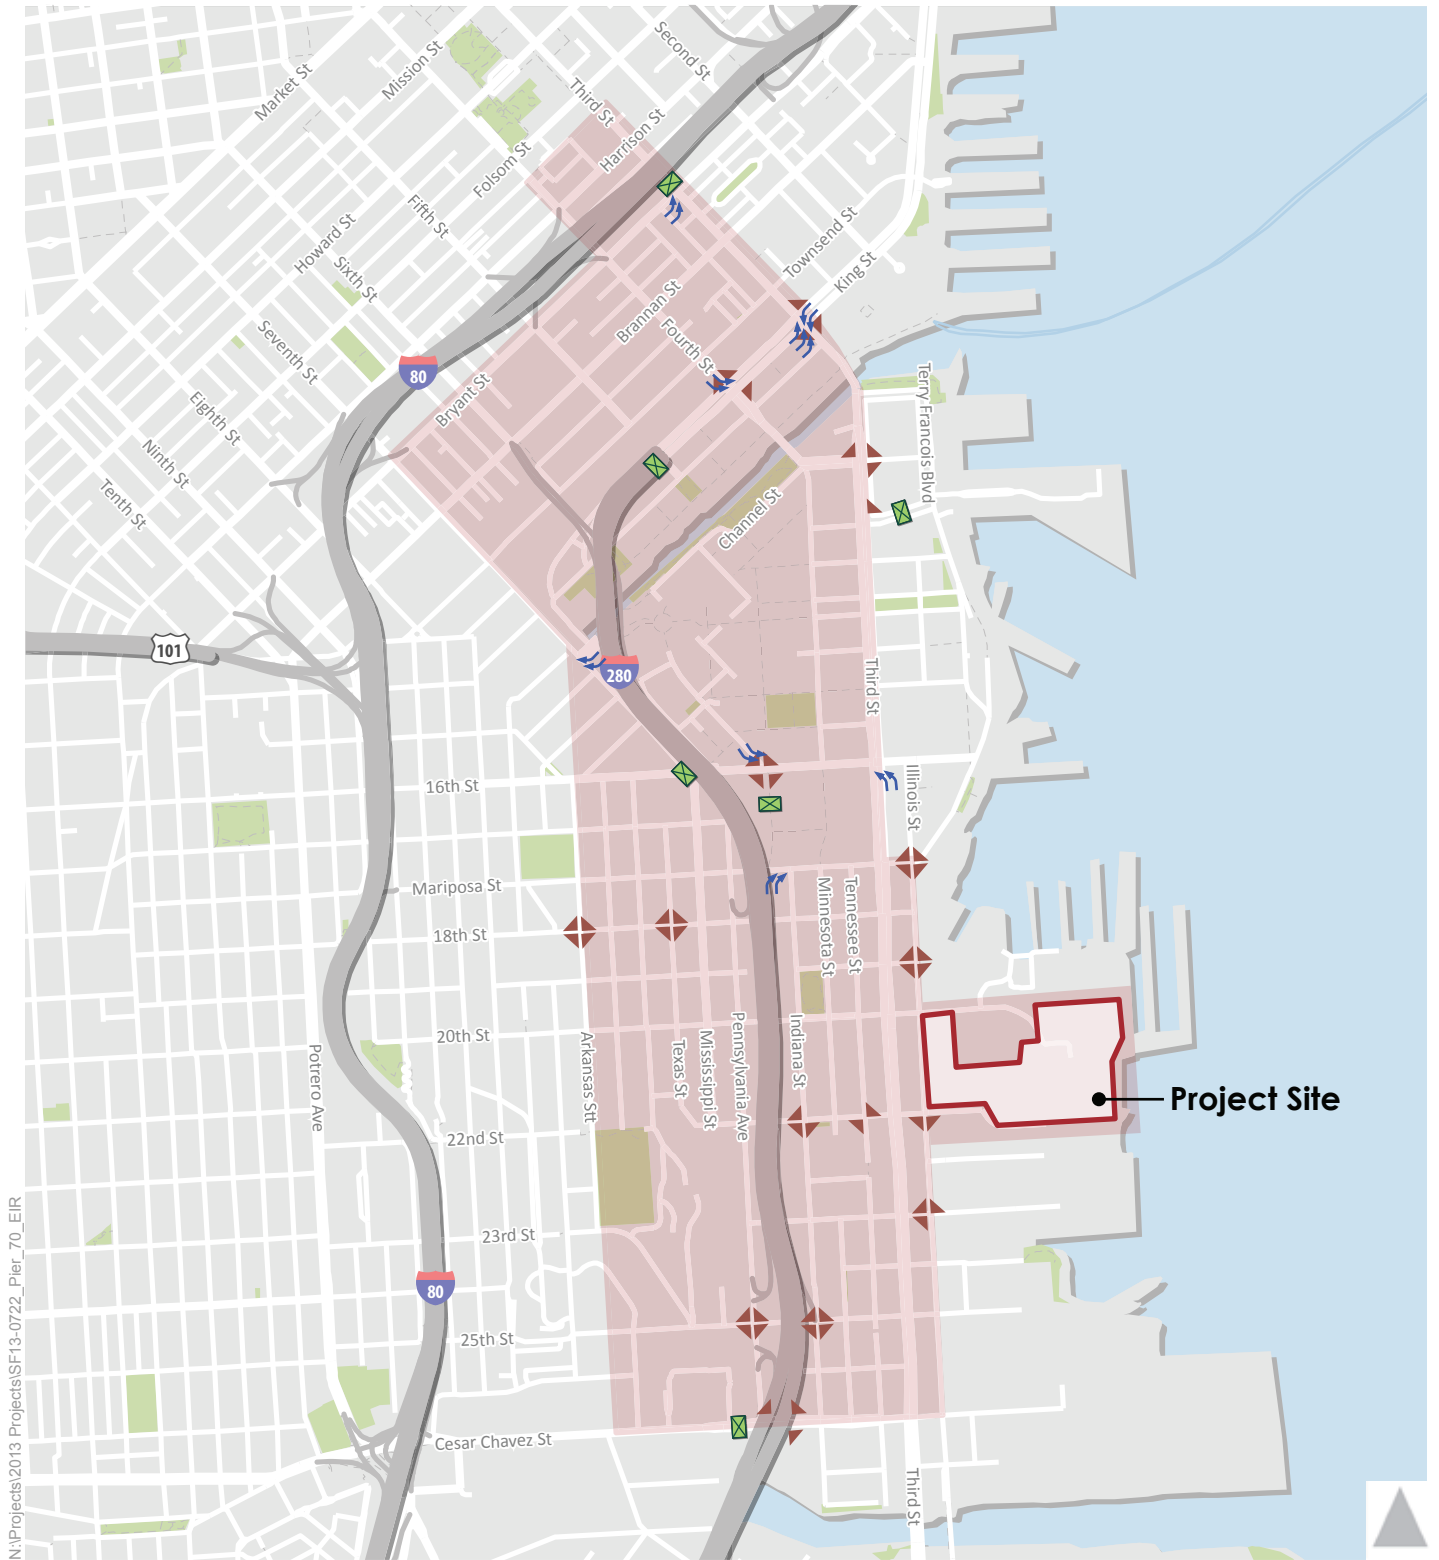 Second St
Mission St
Market St
Third St
Harrison St
Folsom St
Fifth St
Howard St
Townsend St
King St
Sixth St
Brannan St
Fourth St
Seventh St
80
Terry Francois Blvd
Bryant St
Eighth St
Ninth St
Tenth St
Channel St
101
280
Third St
16th St
Illinois St
Mariposa St
Minnesota St
Tennessee St
18th St
20th St
Potrero Ave
Arkansas Stt
Texas St
Mississippi St
Pennsylvania Ave
Indiana St
Project Site
22nd St
23rd St
80
25th St
Cesar Chavez St
Third St
N:\Projects\2013 Projects\SF13-0722_Pier_70_EIR